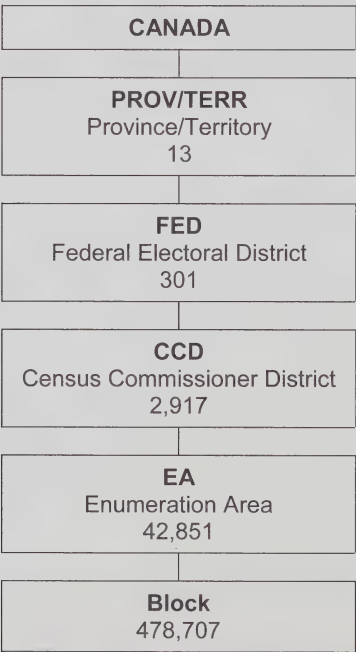 CANADA
PROV/TERR
Province/Territory
13
FED
Federal Electoral District
301
CCD
Census Commissioner District
2,917
EA
Enumeration Area
42,851
Block
478,707